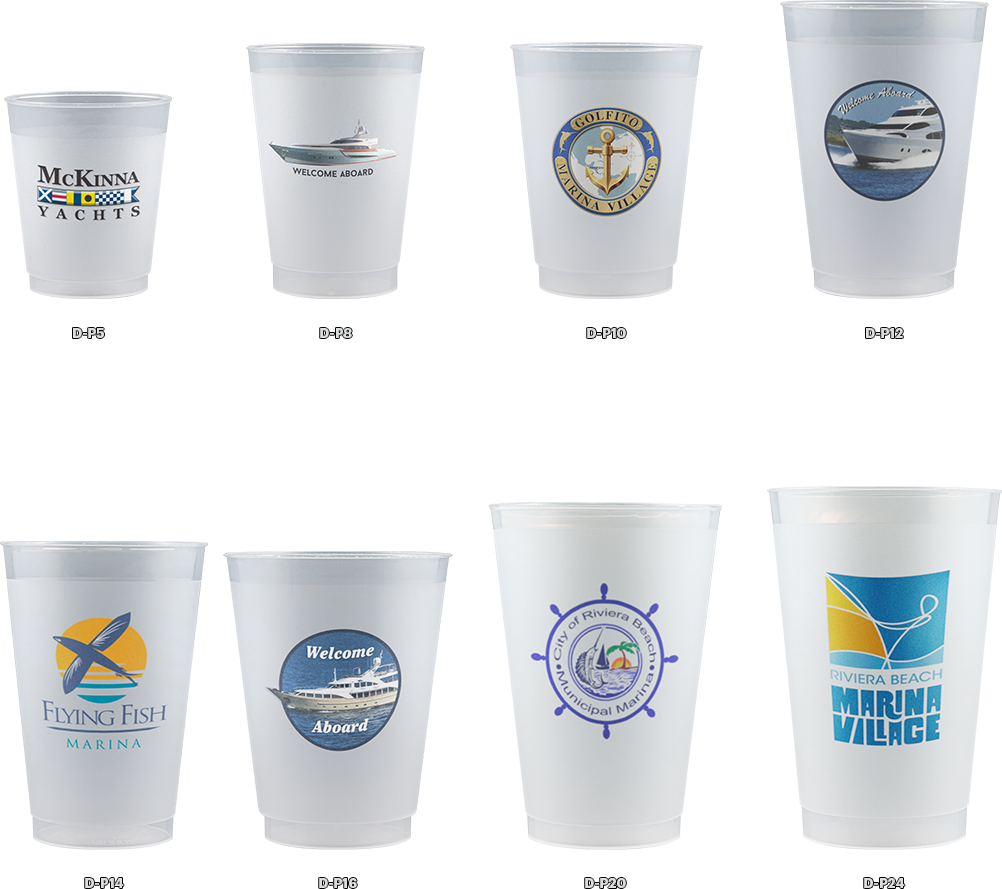 McKINNA
YACHTS
WELCOME ABOARD
GOLFITO
MARINA VILLAGE
Welcome Aboard
D-P5
D-P8
D-P10
D-P12
FLYING FISH
MARINA
Welcome
Aboard
City of Riviera Beach
Municipal Marina
RIVIERA BEACH
MARINA
VILLAGE
D-P14
D-P16
D-P20
D-P24